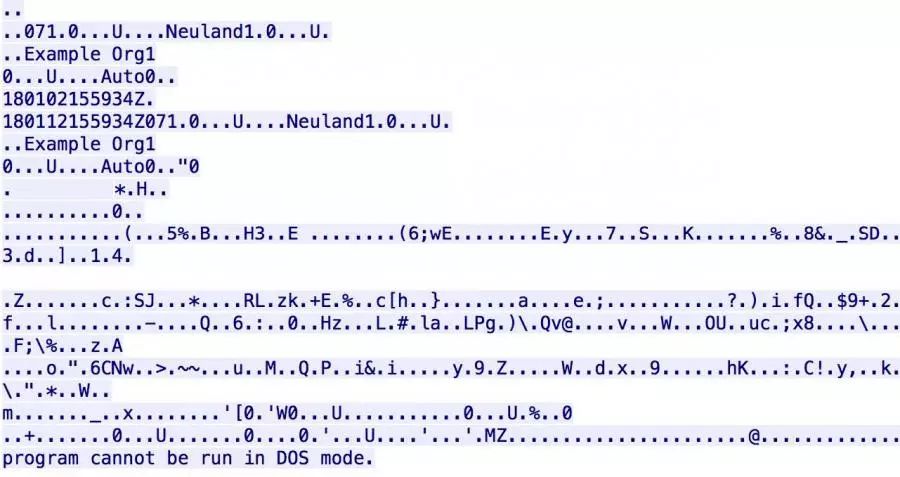 ..
..071.0...U....Neuland1.0...U.
..Example Org1
0...U....Auto0..
180102155934Z.
180112155934Z071.0...U....Neuland1.0...U.
..Example Org1
0...U....Auto0.."0
.          *.H..
..........0..
...........(...5%.B...H3..E ........(6;wE........E.y...7..S...K.......%..8&._.SD..
3.d..]..1.4.
.Z.......c.:SJ...*....RL.zk.+E.%..c[h..}.......a....e.;...........?.).i.fQ..$9+.2.
f...l........-....Q..6.:..0..Hz...L.#.la..LPg.)\.Qv@....v...W...OU..uc.;x8....\...
.F;\%...z.A
....o.".6CNw..>.~~...u..M..Q.P..i&.i.....y.9.Z.....W..d.x..9......hK...:.C!.y,..k.
\.".*..W..
m......._..x........'[0.'W0...U...........0...U.%..0
..+.......0...U.......0....0.'...U....'...'.MZ......................@.............
program cannot be run in DOS mode.